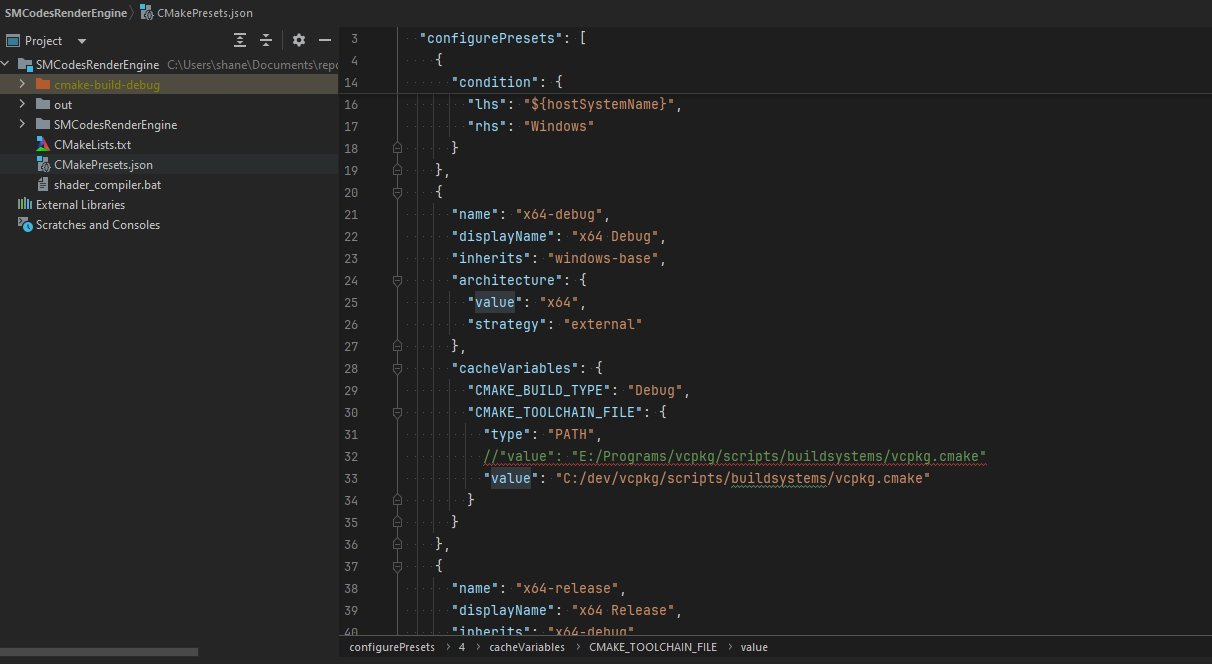 SMCodesRenderEngine CMakePresets.json
Project
SMCodesRenderEngine C:\Users\shane\Documents\repo
cmake-build-debug
out
SMCodesRenderEngine
CMakeLists.txt
CMakePresets.json
shader_compiler.bat
External Libraries
Scratches and Consoles
3 "configurePresets": [
4 {
14 "condition": {
16 "lhs": "${hostSystemName}",
17 "rhs": "Windows"
18 }
19 },
20 {
21 "name": "x64-debug",
22 "displayName": "x64 Debug",
23 "inherits": "windows-base",
24 "architecture": {
25 "value": "x64",
26 "strategy": "external"
27 },
28 "cacheVariables": {
29 "CMAKE_BUILD_TYPE": "Debug",
30 "CMAKE_TOOLCHAIN_FILE": {
31 "type": "PATH",
32 //"value": "E:/Programs/vcpkg/scripts/buildsystems/vcpkg.cmake"
33 "value": "C:/dev/vcpkg/scripts/buildsystems/vcpkg.cmake"
34 }
35 }
36 },
37 {
38 "name": "x64-release",
39 "displayName": "x64 Release",
40 "inherits": "x64-debug"
configurePresets › 4 › cacheVariables › CMAKE_TOOLCHAIN_FILE › value